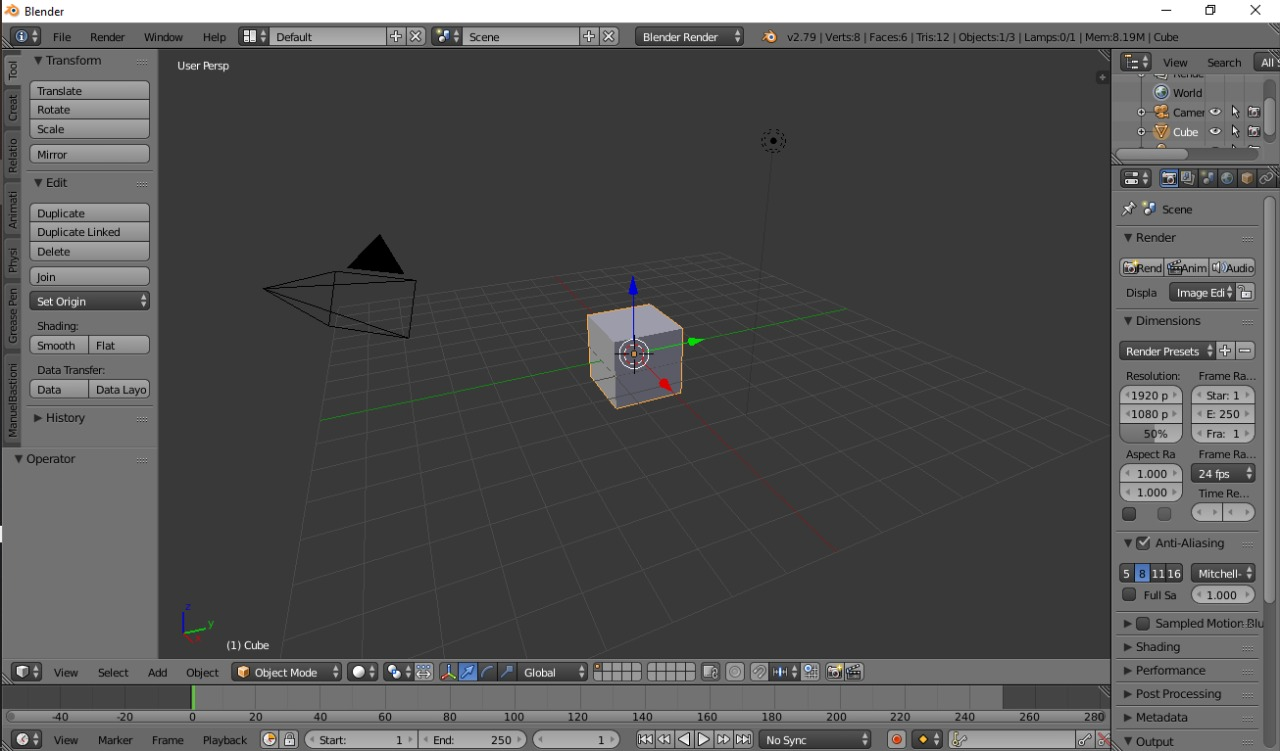 Blender
File Render Window Help Default Scene Blender Render v2.79 | Verts:8 | Faces:6 | Tris:12 | Objects:1/3 | Lamps:0/1 | Mem:8.19M | Cube
Tool
Creat
Relatio
Animati
Physi
Grease Pen
ManuelBastioni
Transform
Translate
Rotate
Scale
Mirror
Edit
Duplicate
Duplicate Linked
Delete
Join
Set Origin
Shading:
Smooth Flat
Data Transfer:
Data Data Layo
History
Operator
User Persp
z
y
(1) Cube
View Search All
World
Camer
Cube
Scene
Render
Rend Anim Audio
Displa Image Edi
Dimensions
Render Presets
Resolution: Frame Ra...
1920 p Star: 1
1080 p E: 250
50% Fra: 1
Aspect Ra Frame Ra...
1.000 24 fps
1.000 Time Re...
Anti-Aliasing
5 8 11 16 Mitchell-
Full Sa 1.000
Sampled Motion Blu
Shading
Performance
Post Processing
Metadata
Output
View Select Add Object Object Mode Global
-40 -20 0 20 40 60 80 100 120 140 160 180 200 220 240 260 280
View Marker Frame Playback Start: 1 End: 250 1 No Sync